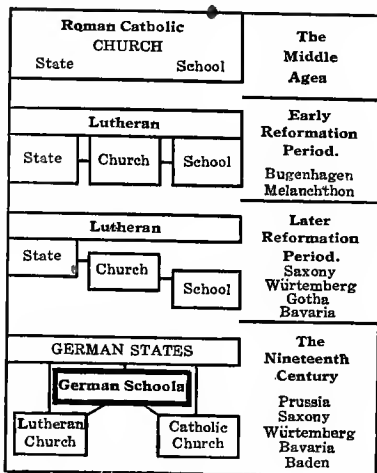 Roman Catholic
CHURCH
State School
The
Middle
Ages
Lutheran
State Church School
Early
Reformation
Period.
Bugenhagen
Melanchthon
Lutheran
State
Church
School
Later
Reformation
Period.
Saxony
Würtemberg
Gotha
Bavaria
GERMAN STATES
German Schools
Lutheran
Church
Catholic
Church
The
Nineteenth
Century
Prussia
Saxony
Würtemberg
Bavaria
Baden